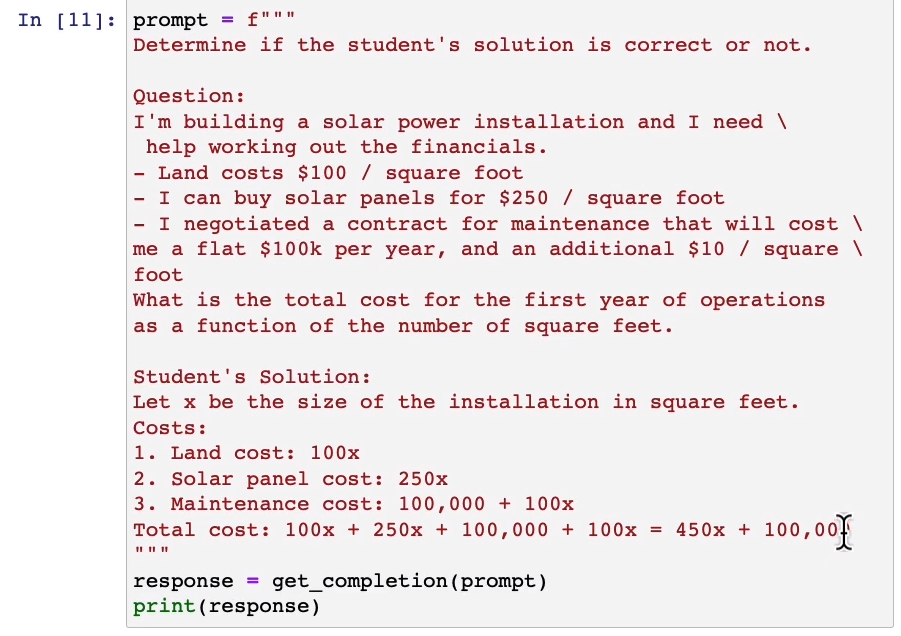 In [11]: prompt = f"""
Determine if the student's solution is correct or not.
Question:
I'm building a solar power installation and I need \
 help working out the financials.
- Land costs $100 / square foot
- I can buy solar panels for $250 / square foot
- I negotiated a contract for maintenance that will cost \
me a flat $100k per year, and an additional $10 / square \
foot
What is the total cost for the first year of operations
as a function of the number of square feet.
Student's Solution:
Let x be the size of the installation in square feet.
Costs:
1. Land cost: 100x
2. Solar panel cost: 250x
3. Maintenance cost: 100,000 + 100x
Total cost: 100x + 250x + 100,000 + 100x = 450x + 100,00
"""
response = get_completion(prompt)
print(response)